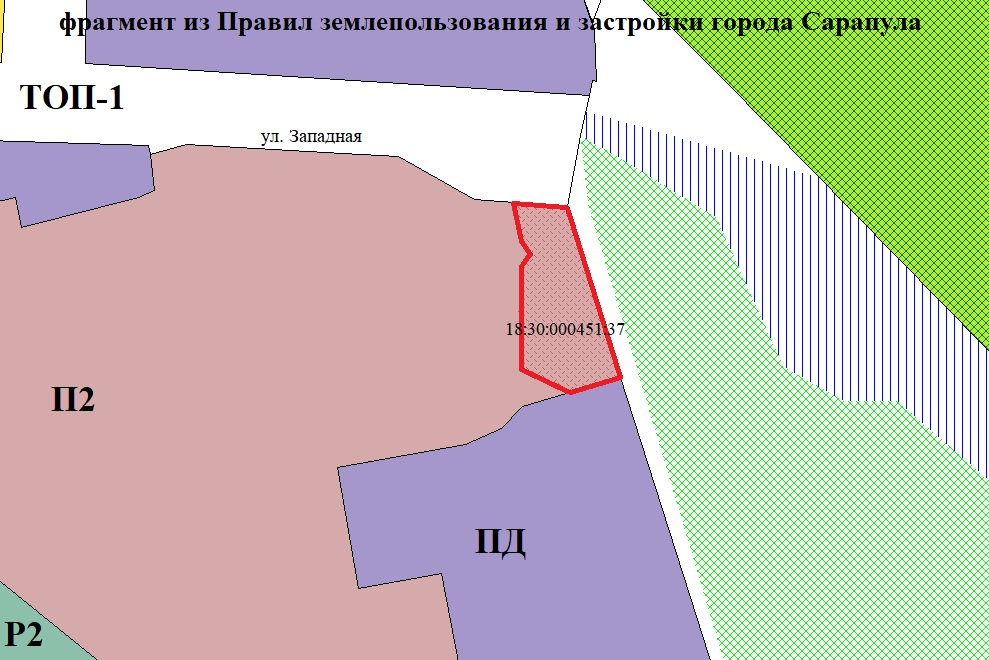 фрагмент из Правил землепользования и застройки города Сарапула
ТОП-1
ул. Западная
18:30:000451:37
П2
ПД
Р2